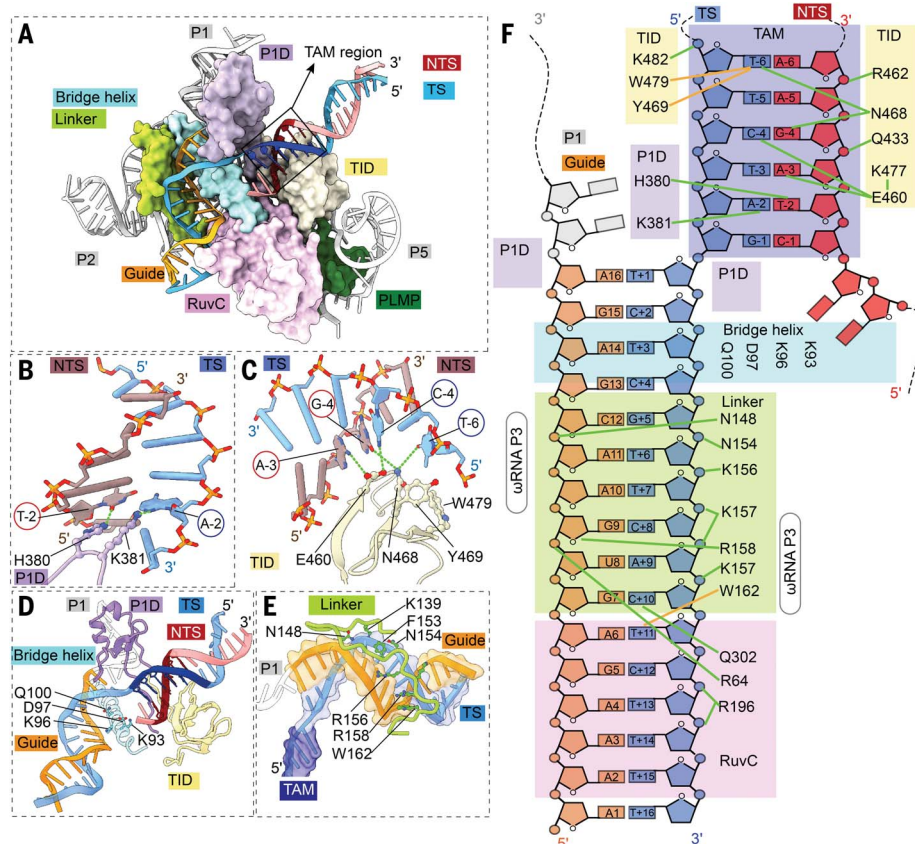 A
P1
P1D
TAM region
NTS
3'
5'
TS
Bridge helix
Linker
TID
P2
P5
Guide
RuvC
PLMP
B
NTS
TS
5'
3'
T-2
A-2
5'
3'
H380
K381
P1D
C
TS
NTS
5'
3'
G-4
C-4
3'
5'
A-3
T-6
W479
E460
N468
Y469
TID
D
P1
P1D
TS
5'
NTS
3'
Bridge helix
Q100
D97
K96
K93
Guide
TID
E
Linker
K139
F153
N154
N148
Guide
P1
R156
R158
W162
TS
5'
TAM
F
3'
5'
TS
NTS
3'
TID
TAM
TID
K482
W479
Y469
T-6 A-6
R462
T-5 A-5
N468
C-4 G-4
Q433
P1
Guide
P1D
H380
K381
T-3 A-3
K477
E460
A-2 T-2
G-1 C-1
P1D
P1D
A16 T+1
G15 C+2
Bridge helix
A14 T+3
Q100
D97
K96
K93
G13 C+4
Linker
C12 G+5
N148
ωRNA P3
A11 T+6
N154
K156
A10 T+7
G9 C+8
K157
R158
ωRNA P3
U8 A+9
K157
G7 C+10
W162
A6 T+11
Q302
G5 C+12
R64
A4 T+13
R196
A3 T+14
RuvC
A2 T+15
A1 T+16
5'
3'
5'